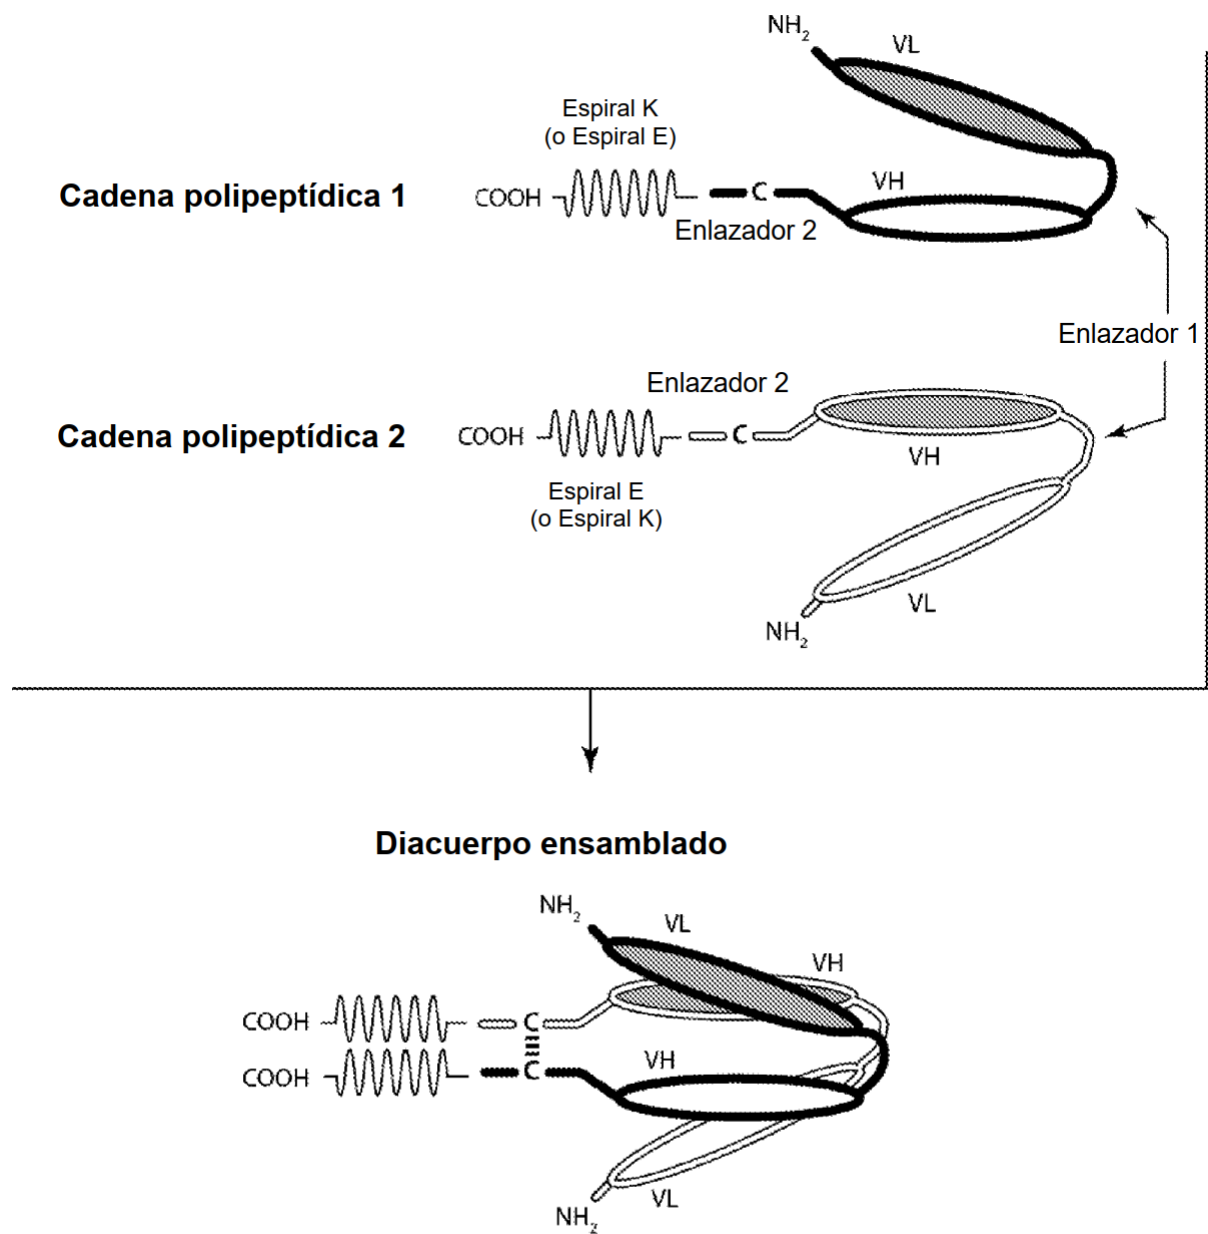 NH2
VL
Espiral K
(o Espiral E)
Cadena polipeptídica 1
COOH
C
VH
Enlazador 2
Enlazador 1
Enlazador 2
Cadena polipeptídica 2
COOH
C
VH
Espiral E
(o Espiral K)
VL
NH2
Diacuerpo ensamblado
NH2
VL
VH
COOH
C
COOH
C
VH
VL
NH2